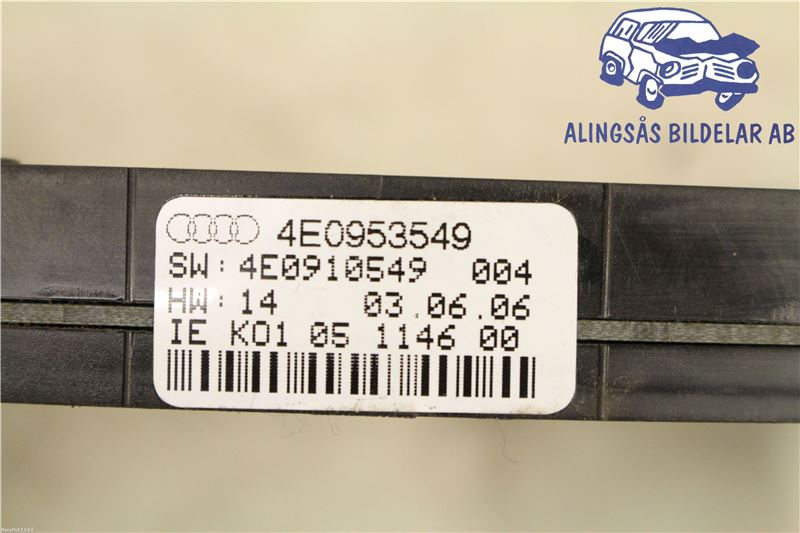 ALINGSÅS BILDELAR AB
4E0953549
SW: 4E0910549 004
HW: 14 03.06.06
IE K01 05 1146 00